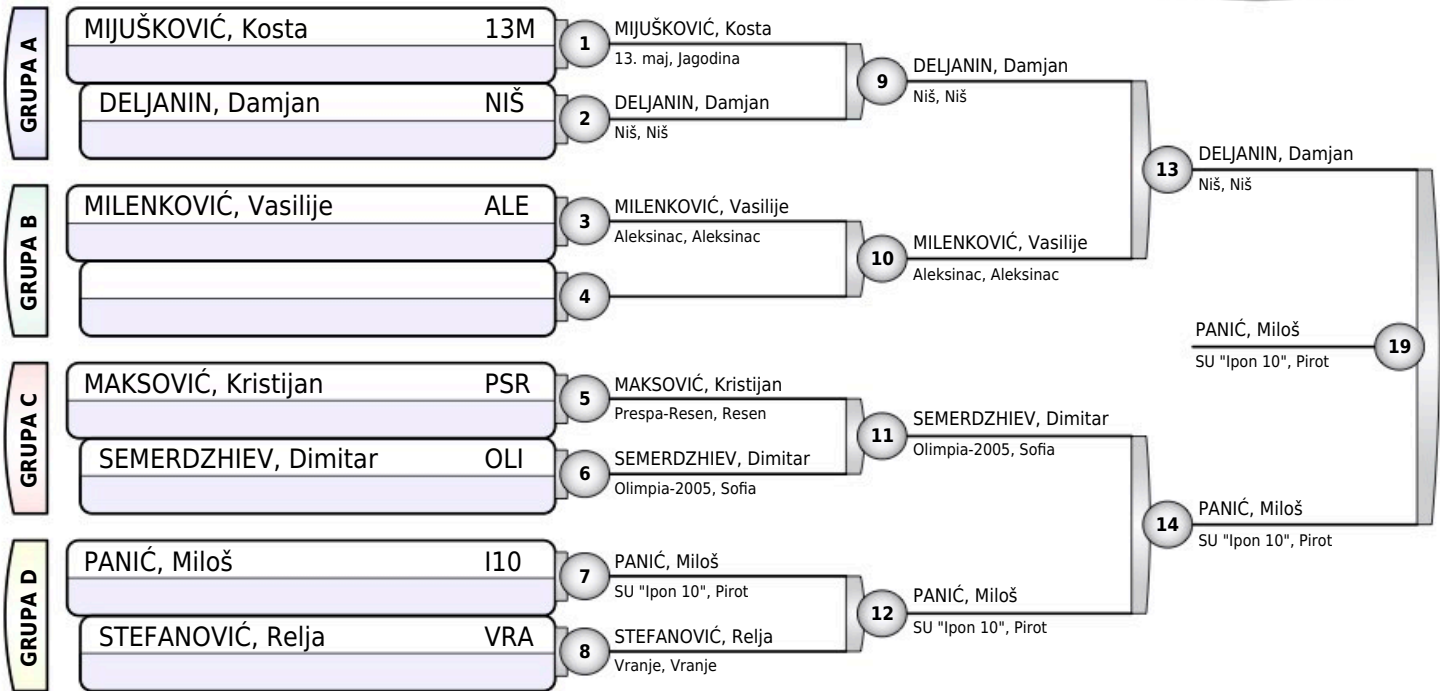 GRUPA A
MIJUŠKOVIĆ, Kosta 13M
DELJANIN, Damjan NIŠ
1
MIJUŠKOVIĆ, Kosta
13. maj, Jagodina
2
DELJANIN, Damjan
Niš, Niš
9
DELJANIN, Damjan
Niš, Niš
GRUPA B
MILENKOVIĆ, Vasilije ALE
3
MILENKOVIĆ, Vasilije
Aleksinac, Aleksinac
4
10
MILENKOVIĆ, Vasilije
Aleksinac, Aleksinac
13
DELJANIN, Damjan
Niš, Niš
GRUPA C
MAKSOVIĆ, Kristijan PSR
SEMERDZHIEV, Dimitar OLI
5
MAKSOVIĆ, Kristijan
Prespa-Resen, Resen
6
SEMERDZHIEV, Dimitar
Olimpia-2005, Sofia
11
SEMERDZHIEV, Dimitar
Olimpia-2005, Sofia
GRUPA D
PANIĆ, Miloš I10
STEFANOVIĆ, Relja VRA
7
PANIĆ, Miloš
SU "Ipon 10", Pirot
8
STEFANOVIĆ, Relja
Vranje, Vranje
12
PANIĆ, Miloš
SU "Ipon 10", Pirot
14
PANIĆ, Miloš
SU "Ipon 10", Pirot
PANIĆ, Miloš
SU "Ipon 10", Pirot
19